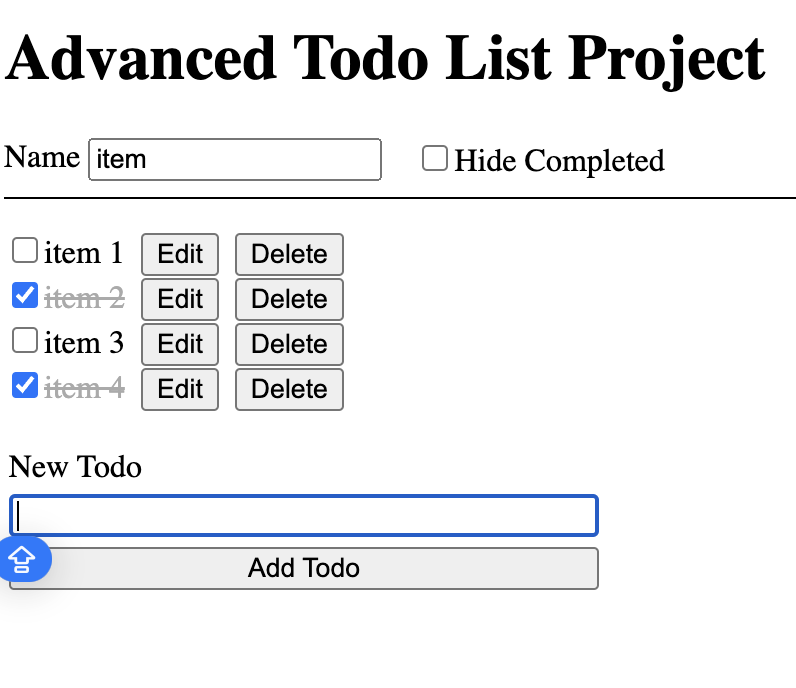 Advanced Todo List Project
Name item Hide Completed
item 1 Edit Delete
item 2 Edit Delete
item 3 Edit Delete
item 4 Edit Delete
New Todo
Add Todo